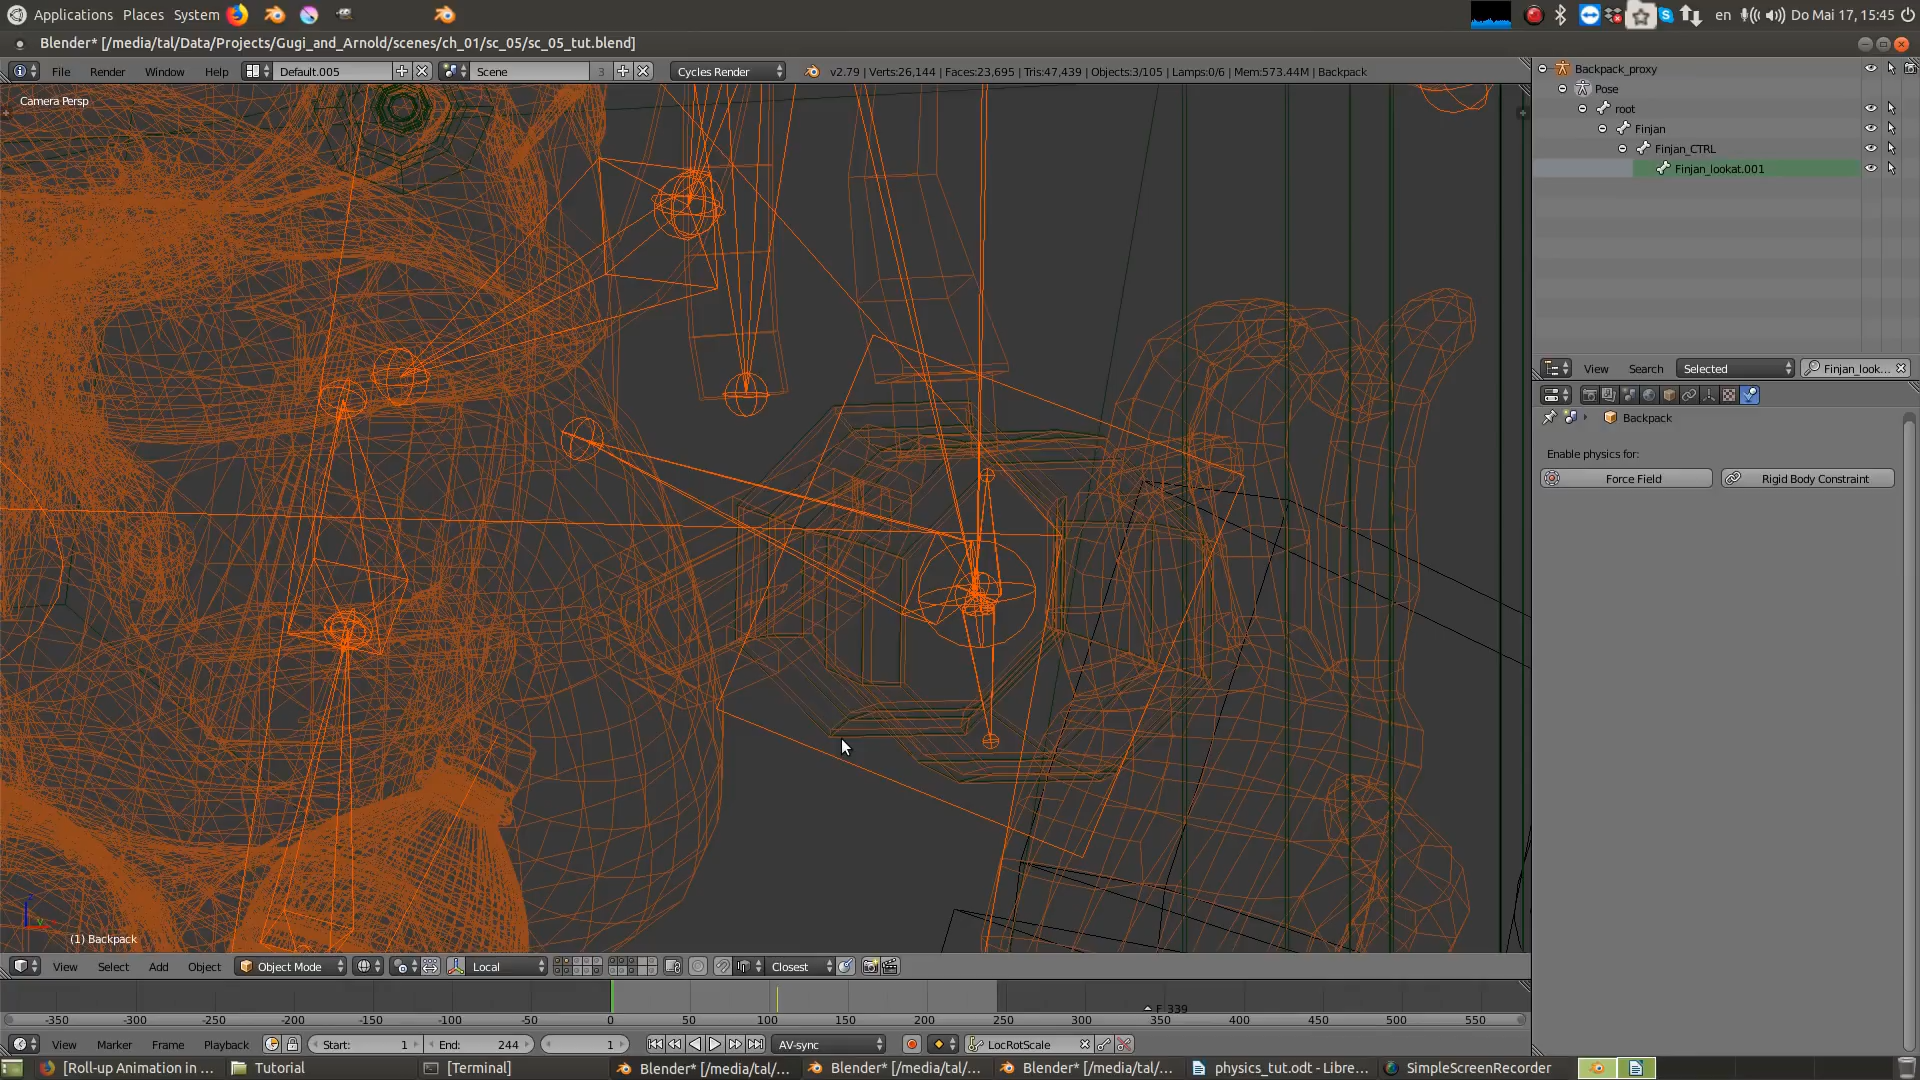 Applications Places System en Do Mai 17, 15:45
Blender* [/media/tal/Data/Projects/Gugi_and_Arnold/scenes/ch_01/sc_05/sc_05_tut.blend]
File Render Window Help Default.005 Scene 3 Cycles Render v2.79 | Verts:26,144 | Faces:23,695 | Tris:47,439 | Objects:3/105 | Lamps:0/6 | Mem:573.44M | Backpack
Camera Persp
Backpack_proxy
Pose
root
Finjan
Finjan_CTRL
Finjan_lookat.001
View Search Selected Finjan_look...
Backpack
Enable physics for:
Force Field Rigid Body Constraint
(1) Backpack
View Select Add Object Object Mode Local Closest
F_339
-350 -300 -250 -200 -150 -100 -50 0 50 100 150 200 250 300 350 400 450 500 550
View Marker Frame Playback Start: 1 End: 244 1 AV-sync LocRotScale
[Roll-up Animation in ... Tutorial [Terminal] Blender* [/media/tal/... Blender* [/media/tal/... Blender* [/media/tal/... physics_tut.odt - Libre... SimpleScreenRecorder